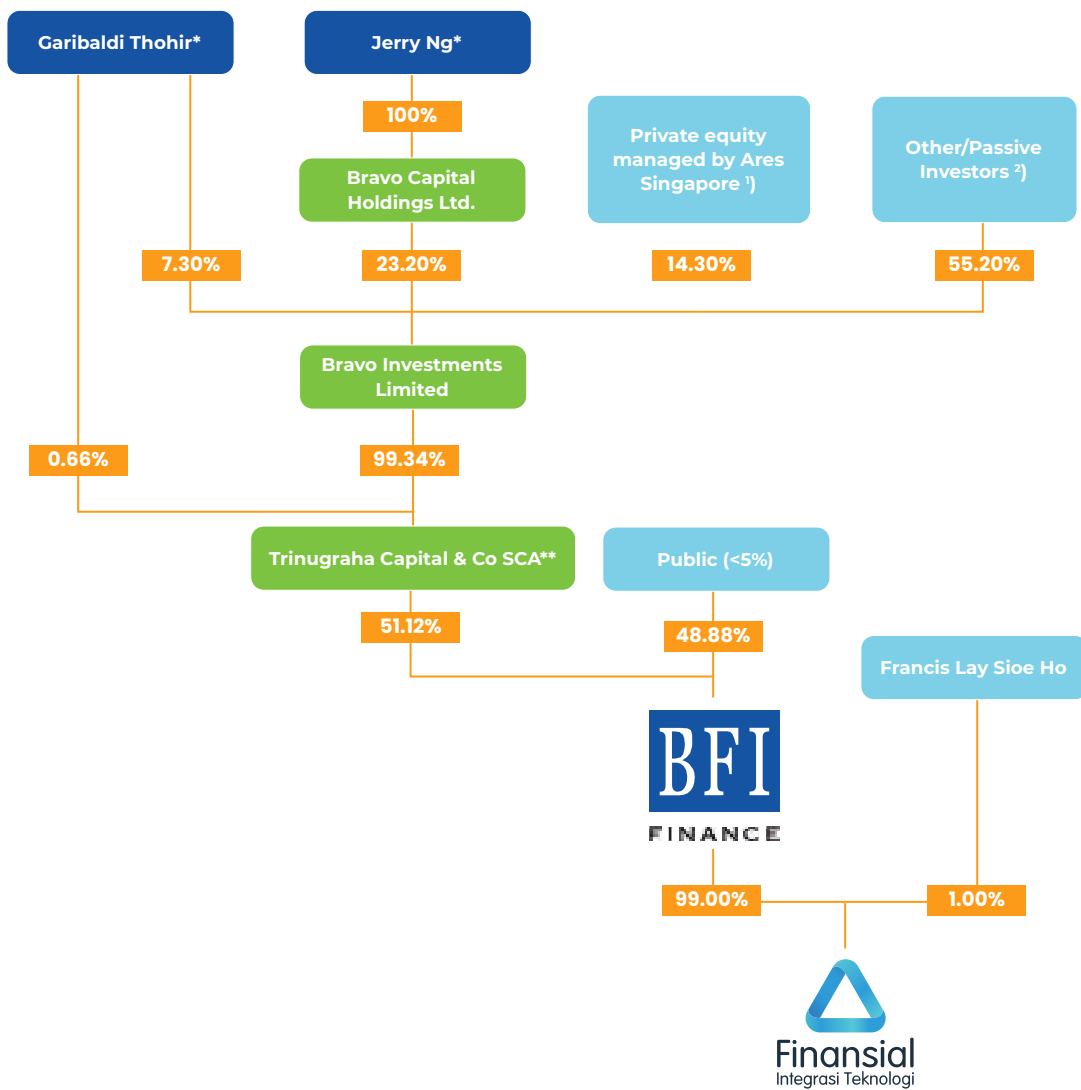 Garibaldi Thohir*
Jerry Ng*
100%
Private equity
managed by Ares
Singapore ¹)
Other/Passive
Investors ²)
Bravo Capital
Holdings Ltd.
7.30%
23.20%
14.30%
55.20%
Bravo Investments
Limited
0.66%
99.34%
Trinugraha Capital & Co SCA**
Public (<5%)
51.12%
48.88%
Francis Lay Sioe Ho
BFI
FINANCE
99.00%
1.00%
Finansial
Integrasi Teknologi